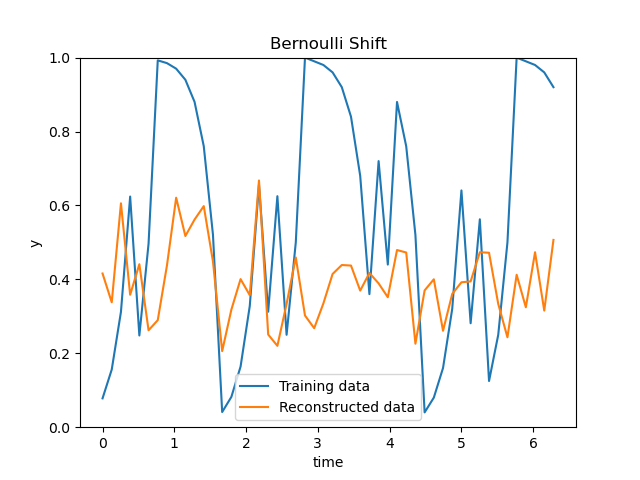 Bernoulli Shift
1.0
0.8
0.6
0.4
0.2
0.0
y
Training data
Reconstructed data
0 1 2 3 4 5 6
time